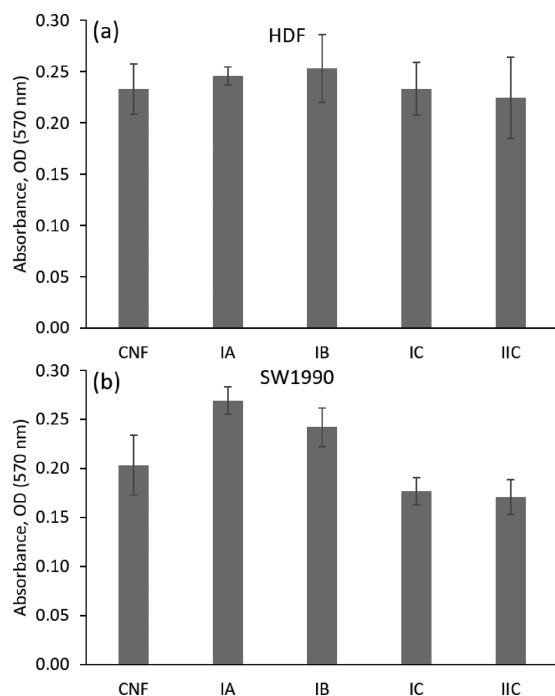 (a)
HDF
Absorbance, OD (570 nm)
0.30
0.25
0.20
0.15
0.10
0.05
0.00
CNF IA IB IC IIC
(b)
SW1990
Absorbance, OD (570 nm)
0.30
0.25
0.20
0.15
0.10
0.05
0.00
CNF IA IB IC IIC